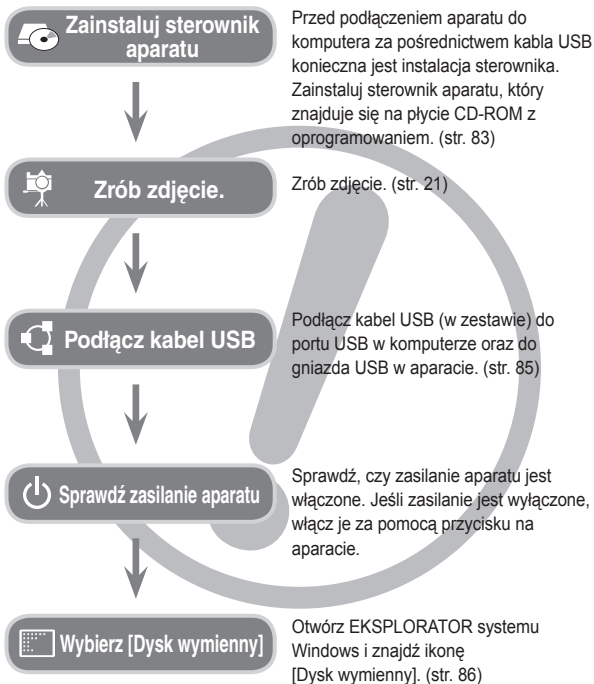 Zainstaluj sterownik
aparatu
Przed podłączeniem aparatu do
komputera za pośrednictwem kabla USB
konieczna jest instalacja sterownika.
Zainstaluj sterownik aparatu, który
znajduje się na płycie CD-ROM z
oprogramowaniem. (str. 83)
Zrób zdjęcie.
Zrób zdjęcie. (str. 21)
Podłącz kabel USB
Podłącz kabel USB (w zestawie) do
portu USB w komputerze oraz do
gniazda USB w aparacie. (str. 85)
Sprawdź zasilanie aparatu
Sprawdź, czy zasilanie aparatu jest
włączone. Jeśli zasilanie jest wyłączone,
włącz je za pomocą przycisku na
aparacie.
Wybierz [Dysk wymienny]
Otwórz EKSPLORATOR systemu
Windows i znajdź ikonę
[Dysk wymienny]. (str. 86)